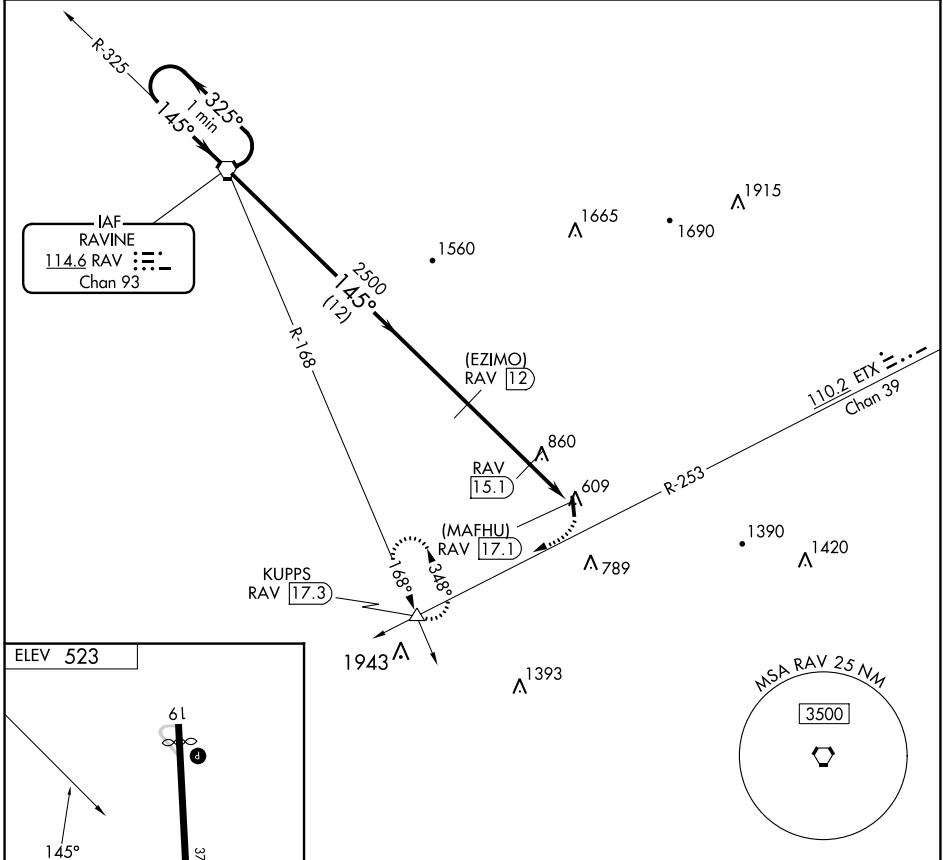 R-325
325°
1 min
145°
IAF
RAVINE
114.6 RAV
Chan 93
1915
1665
1690
1560
2500
145°
(12)
R-168
(EZIMO)
RAV 12
110.2 ETX
Chan 39
860
RAV
15.1
609
R-253
(MAFHU)
RAV 17.1
1390
1420
789
KUPPS
RAV 17.3
168°
348°
1943
1393
ELEV 523
MSA RAV 25 NM
3500
19
P
145°
37